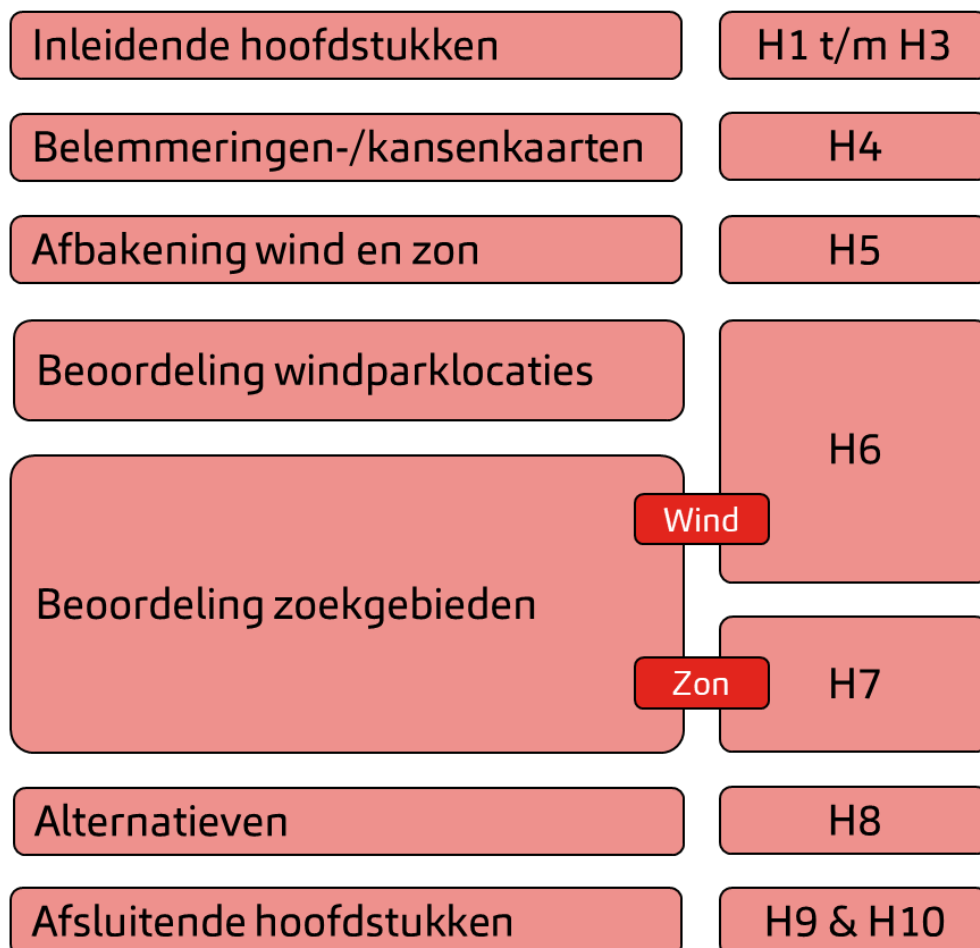 Inleidende hoofdstukken
H1 t/m H3
Belemmeringen-/kansenkaarten
H4
Afbakening wind en zon
H5
Beoordeling windparklocaties
H6
Wind
Beoordeling zoekgebieden
Zon
H7
Alternatieven
H8
Afsluitende hoofdstukken
H9 & H10